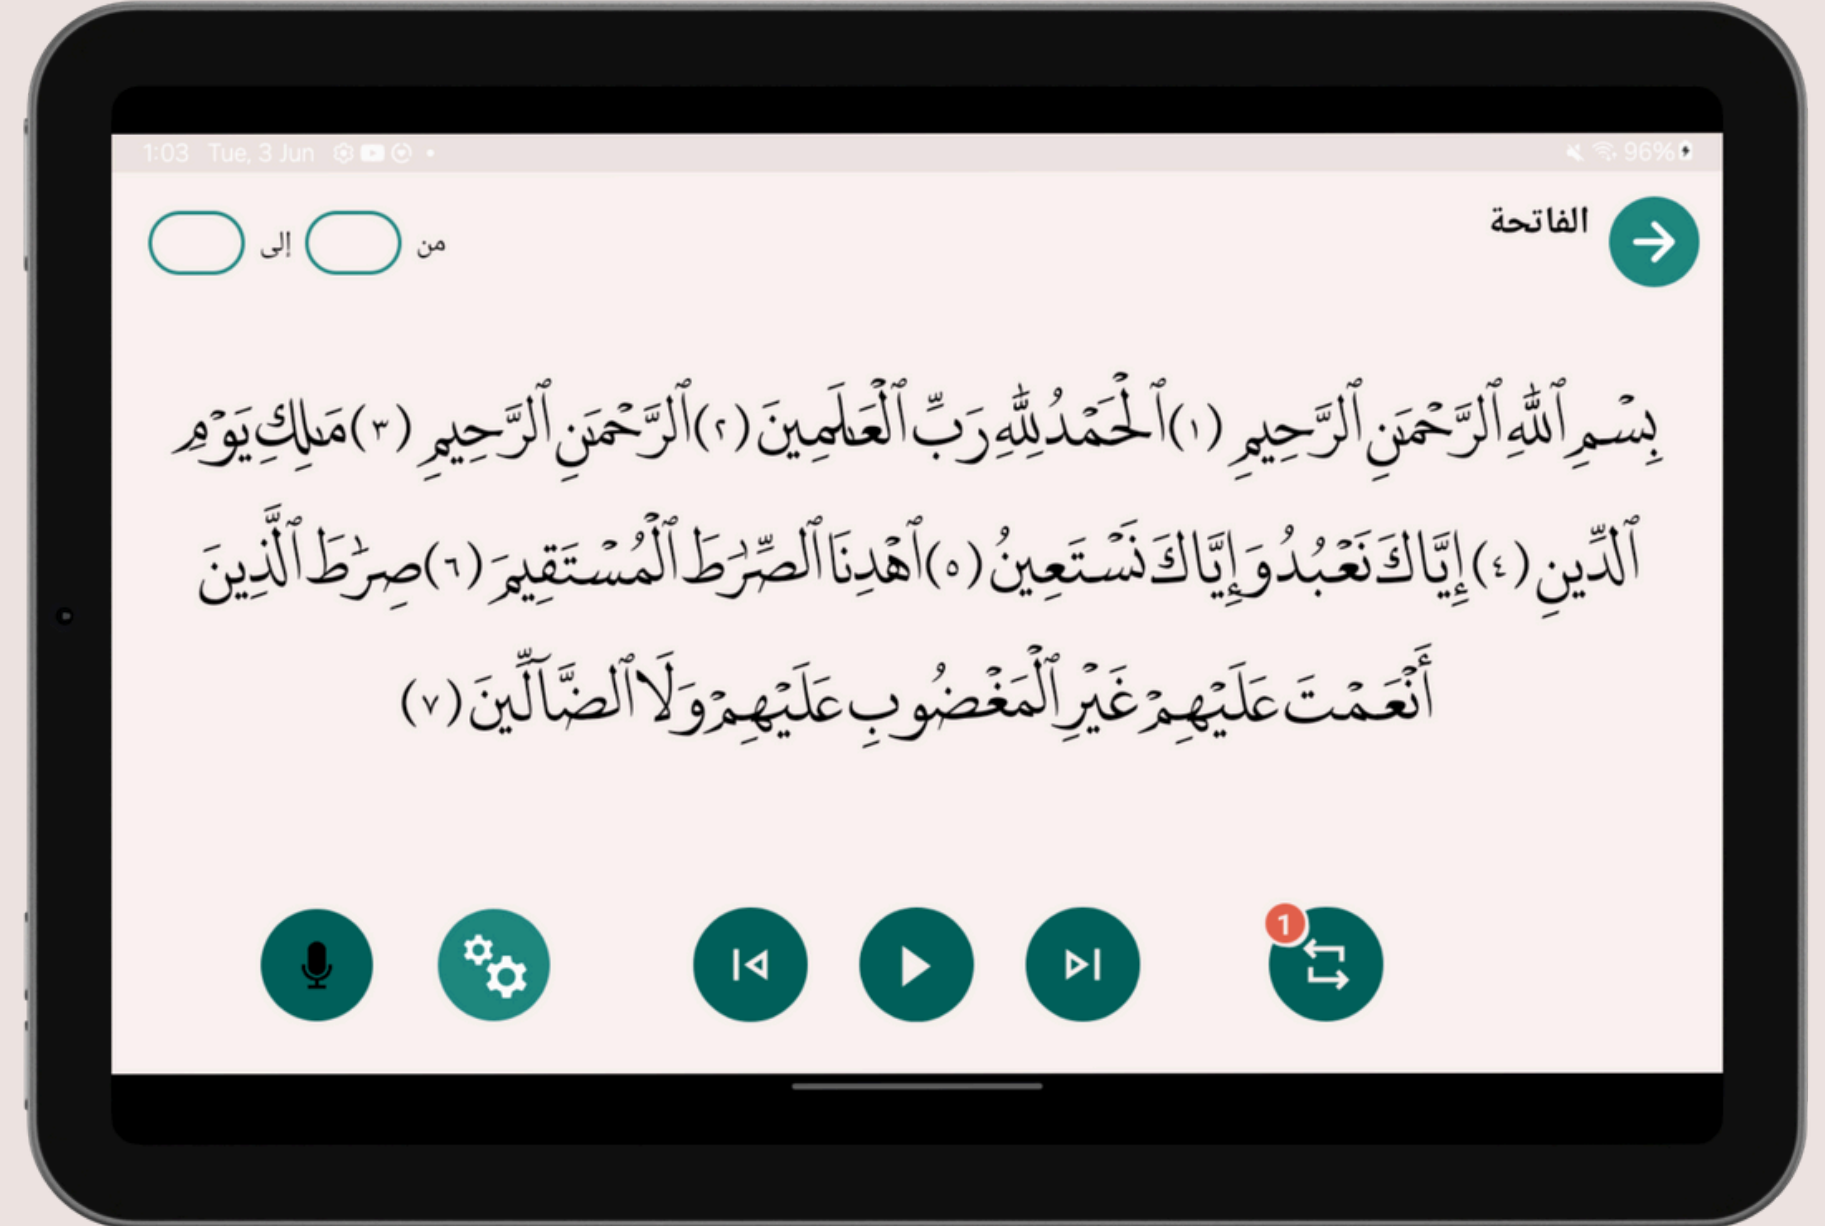 1:03 Tue, 3 Jun 96%
الفاتحة
من إلى
بِسْمِ ٱللَّهِ ٱلرَّحْمَٰنِ ٱلرَّحِيمِ (١) ٱلْحَمْدُ لِلَّهِ رَبِّ ٱلْعَٰلَمِينَ (٢) ٱلرَّحْمَٰنِ ٱلرَّحِيمِ (٣) مَٰلِكِ يَوْمِ
ٱلدِّينِ (٤) إِيَّاكَ نَعْبُدُ وَإِيَّاكَ نَسْتَعِينُ (٥) ٱهْدِنَا ٱلصِّرَٰطَ ٱلْمُسْتَقِيمَ (٦) صِرَٰطَ ٱلَّذِينَ
أَنْعَمْتَ عَلَيْهِمْ غَيْرِ ٱلْمَغْضُوبِ عَلَيْهِمْ وَلَا ٱلضَّآلِّينَ (٧)
1